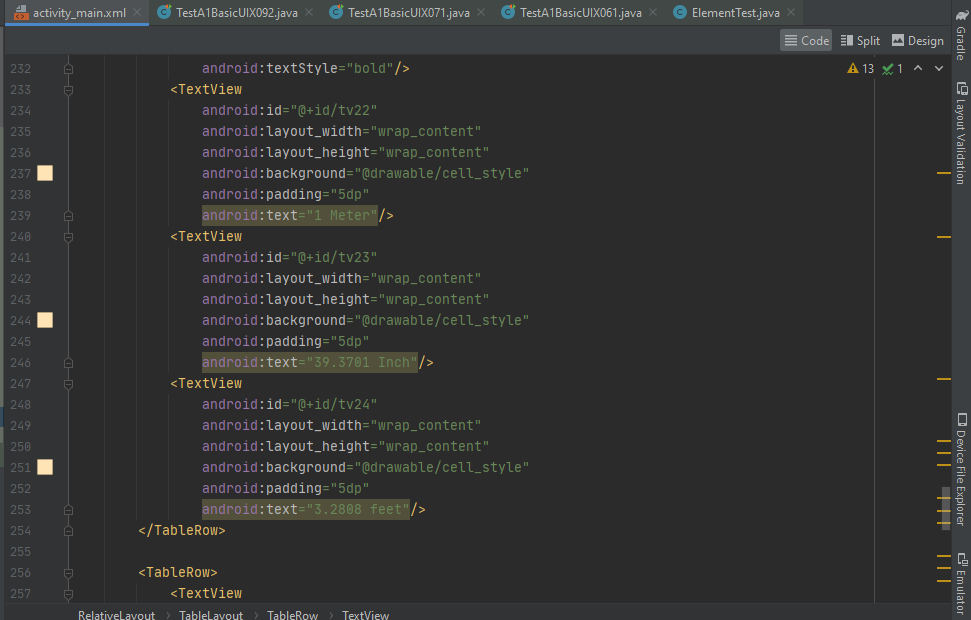 activity_main.xml TestA1BasicUIX092.java TestA1BasicUIX071.java TestA1BasicUIX061.java ElementTest.java
Code Split Design
13 1
232 android:textStyle="bold"/>
233 <TextView
234 android:id="@+id/tv22"
235 android:layout_width="wrap_content"
236 android:layout_height="wrap_content"
237 android:background="@drawable/cell_style"
238 android:padding="5dp"
239 android:text="1 Meter"/>
240 <TextView
241 android:id="@+id/tv23"
242 android:layout_width="wrap_content"
243 android:layout_height="wrap_content"
244 android:background="@drawable/cell_style"
245 android:padding="5dp"
246 android:text="39.3701 Inch"/>
247 <TextView
248 android:id="@+id/tv24"
249 android:layout_width="wrap_content"
250 android:layout_height="wrap_content"
251 android:background="@drawable/cell_style"
252 android:padding="5dp"
253 android:text="3.2808 feet"/>
254 </TableRow>
255
256 <TableRow>
257 <TextView
RelativeLayout TableLayout TableRow TextView
Gradle
Layout Validation
Device File Explorer
Emulator